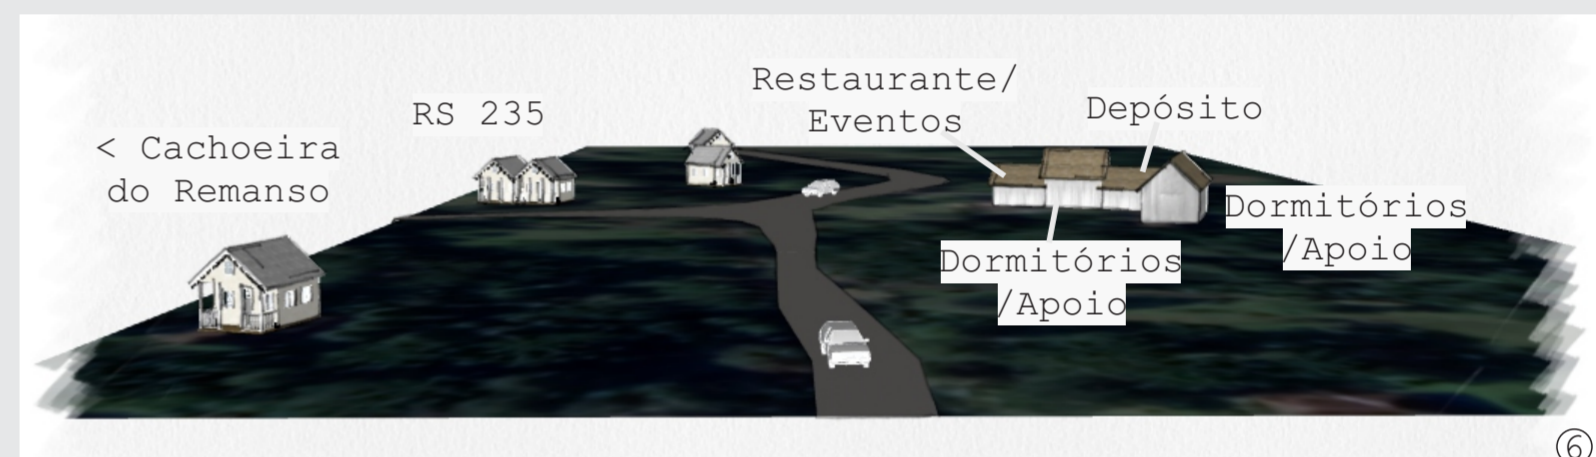 Restaurante/
Eventos
Depósito
RS 235
< Cachoeira
do Remanso
Dormitórios
/Apoio
Dormitórios
/Apoio
6